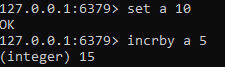 127.0.0.1:6379> set a 10
OK
127.0.0.1:6379> incrby a 5
(integer) 15